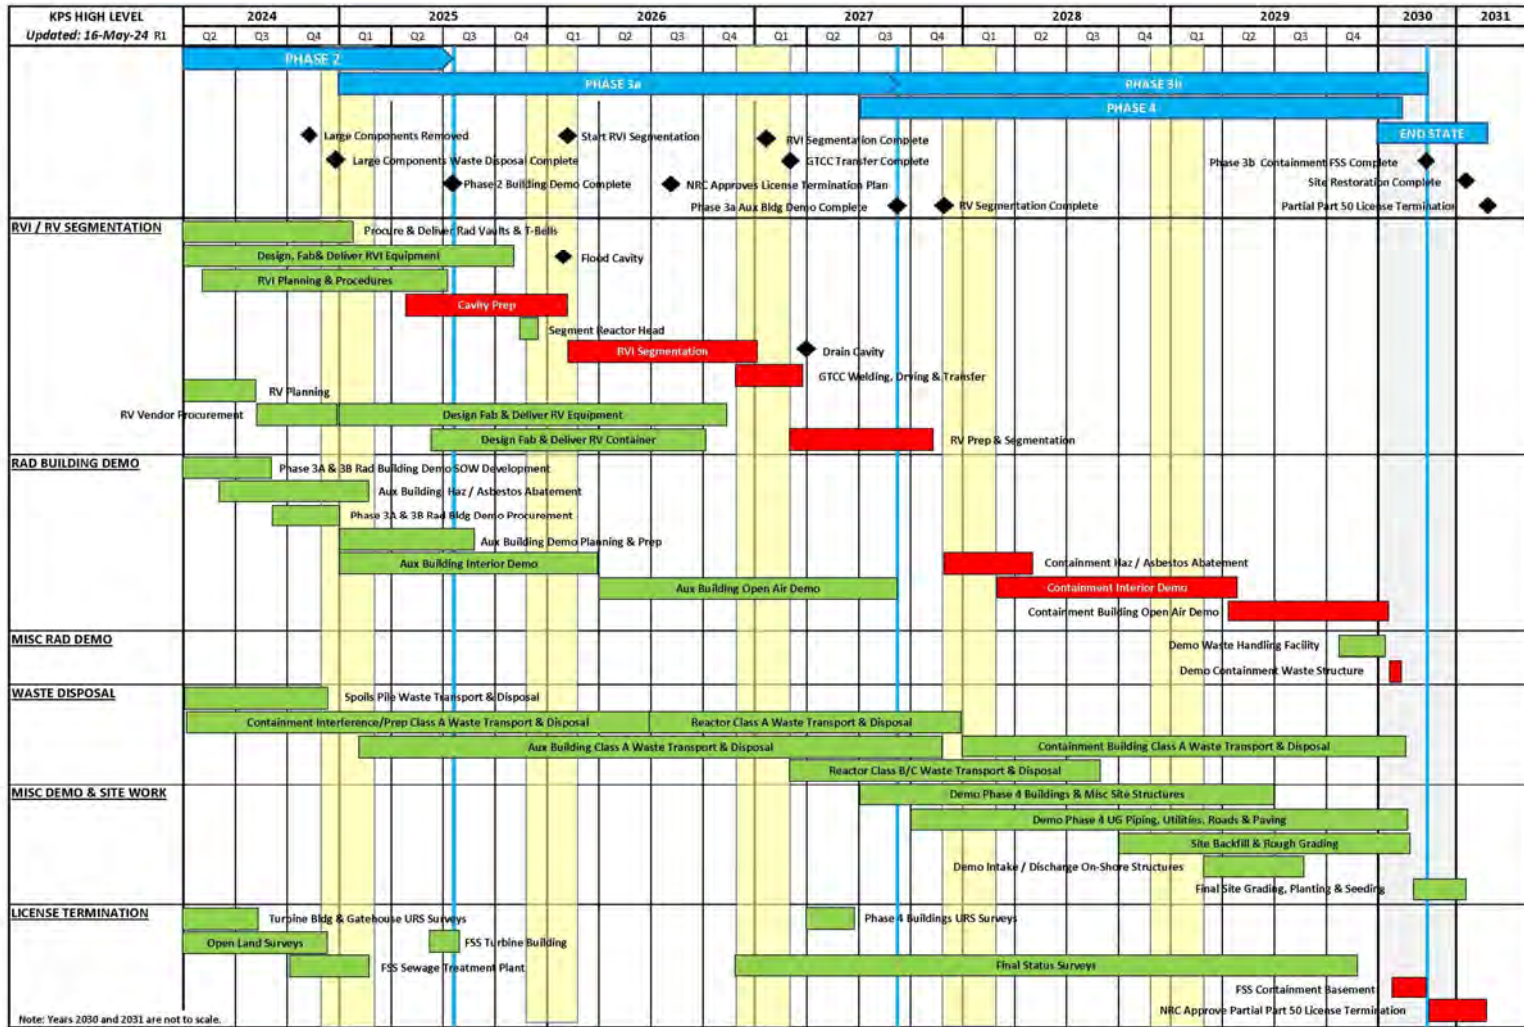 KPS HIGH LEVEL
Updated: 16-May-24 R1
2024 2025 2026 2027 2028 2029 2030 2031
Q2 Q3 Q4 Q1 Q2 Q3 Q4 Q1 Q2 Q3 Q4 Q1 Q2 Q3 Q4 Q1 Q2 Q3 Q4 Q1 Q2 Q3 Q4
PHASE 2
PHASE 3a
PHASE 3b
PHASE 4
Large Components Removed
Start RVI Segmentation
RVI Segmentation Complete
END STATE
Large Components Waste Disposal Complete
GTCC Transfer Complete
Phase 3b Containment FSS Complete
Phase 2 Building Demo Complete
NRC Approves License Termination Plan
Site Restoration Complete
Phase 3a Aux Bldg Demo Complete
RV Segmentation Complete
Partial Part 50 License Termination
RVI / RV SEGMENTATION
Procure & Deliver Rad Vaults & T-Bells
Design, Fab& Deliver RVI Equipment
Flood Cavity
RVI Planning & Procedures
Cavity Prep
Segment Reactor Head
RVI Segmentation
Drain Cavity
GTCC Welding, Drying & Transfer
RV Planning
RV Vendor Procurement
Design Fab & Deliver RV Equipment
Design Fab & Deliver RV Container
RV Prep & Segmentation
RAD BUILDING DEMO
Phase 3A & 3B Rad Building Demo SOW Development
Aux Building Haz / Asbestos Abatement
Phase 3A & 3B Rad Bldg Demo Procurement
Aux Building Demo Planning & Prep
Aux Building Interior Demo
Containment Haz / Asbestos Abatement
Aux Building Open Air Demo
Containment Interior Demo
Containment Building Open Air Demo
MISC RAD DEMO
Demo Waste Handling Facility
Demo Containment Waste Structure
WASTE DISPOSAL
Spoils Pile Waste Transport & Disposal
Containment Interference/Prep Class A Waste Transport & Disposal
Reactor Class A Waste Transport & Disposal
Aux Building Class A Waste Transport & Disposal
Containment Building Class A Waste Transport & Disposal
Reactor Class B/C Waste Transport & Disposal
MISC DEMO & SITE WORK
Demo Phase 4 Buildings & Misc Site Structures
Demo Phase 4 UG Piping, Utilities, Roads & Paving
Site Backfill & Rough Grading
Demo Intake / Discharge On-Shore Structures
Final Site Grading, Planting & Seeding
LICENSE TERMINATION
Turbine Bldg & Gatehouse URS Surveys
Phase 4 Buildings URS Surveys
Open Land Surveys
FSS Turbine Building
FSS Sewage Treatment Plant
Final Status Surveys
FSS Containment Basement
NRC Approve Partial Part 50 License Termination
Note: Years 2030 and 2031 are not to scale.